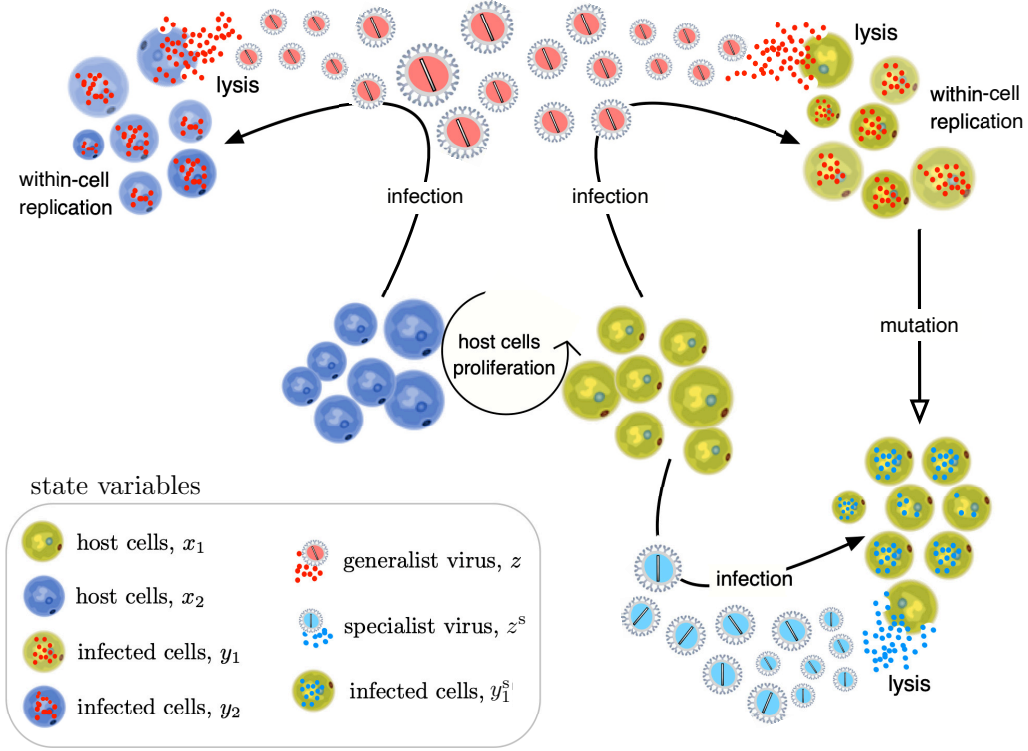 lysis
lysis
within-cell
replication
within-cell
replication
infection
infection
mutation
host cells
proliferation
infection
lysis
state variables
host cells, x₁
host cells, x₂
infected cells, y₁
infected cells, y₂
generalist virus, z
specialist virus, zˢ
infected cells, y₁ˢ